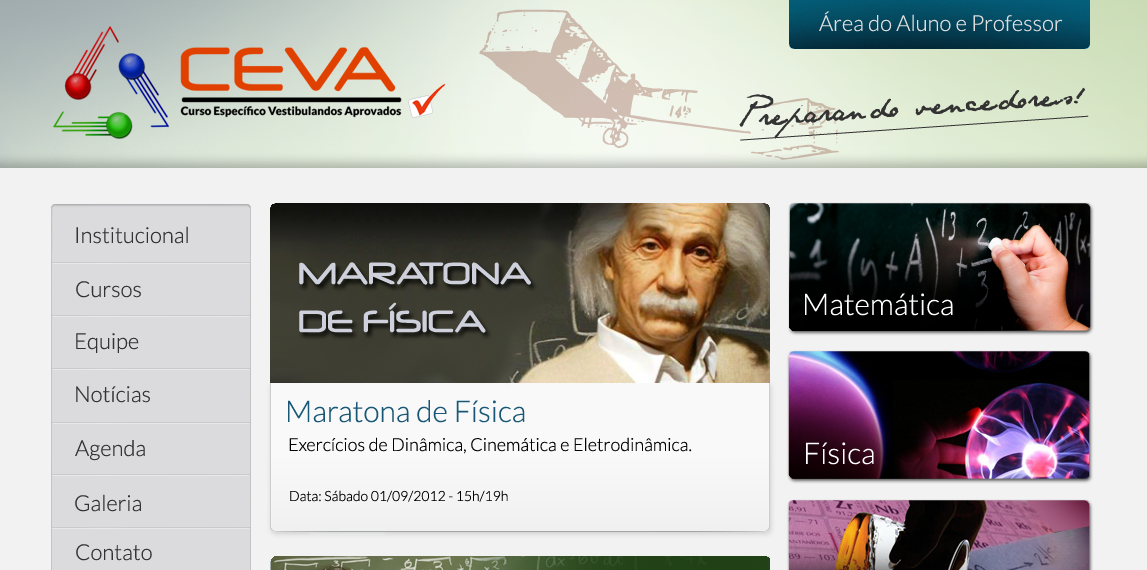 Área do Aluno e Professor
CEVA
Curso Específico Vestibulandos Aprovados
Preparando vencedores!
Institucional
Cursos
Equipe
Notícias
Agenda
Galeria
Contato
MARATONA
DE FÍSICA
Maratona de Física
Exercícios de Dinâmica, Cinemática e Eletrodinâmica.
Data: Sábado 01/09/2012 - 15h/19h
Matemática
Física
Zr
Nb